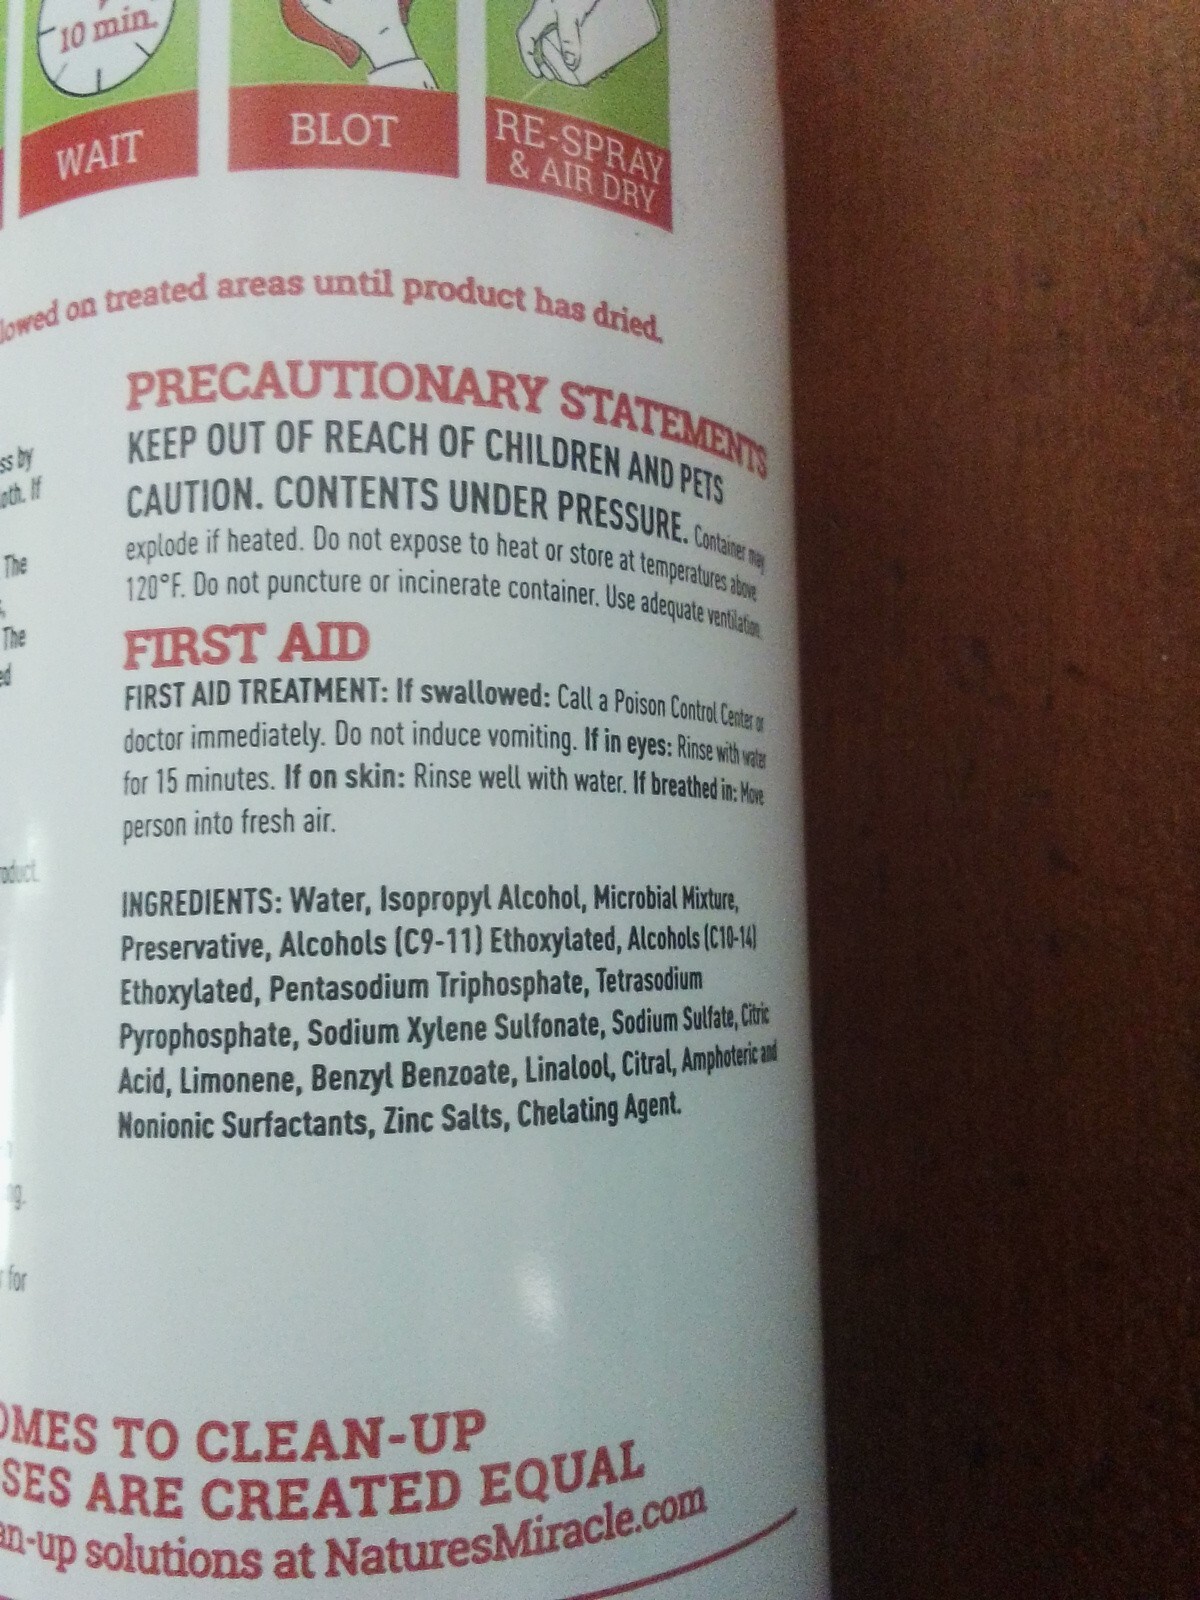 10 min.
WAIT
BLOT
RE-SPRAY
& AIR DRY
on treated areas until product has dried.
PRECAUTIONARY STATEMENTS
KEEP OUT OF REACH OF CHILDREN AND PETS
CAUTION. CONTENTS UNDER PRESSURE. Container may
explode if heated. Do not expose to heat or store at temperatures above
120°F. Do not puncture or incinerate container. Use adequate ventilation.
FIRST AID
FIRST AID TREATMENT: If swallowed: Call a Poison Control Center or
doctor immediately. Do not induce vomiting. If in eyes: Rinse with water
for 15 minutes. If on skin: Rinse well with water. If breathed in: Move
person into fresh air.
INGREDIENTS: Water, Isopropyl Alcohol, Microbial Mixture,
Preservative, Alcohols (C9-11) Ethoxylated, Alcohols (C10-14)
Ethoxylated, Pentasodium Triphosphate, Tetrasodium
Pyrophosphate, Sodium Xylene Sulfonate, Sodium Sulfate, Citric
Acid, Limonene, Benzyl Benzoate, Linalool, Citral, Amphoteric and
Nonionic Surfactants, Zinc Salts, Chelating Agent.
by
If
The
The
for
TO CLEAN-UP
ARE CREATED EQUAL
solutions at NaturesMiracle.com